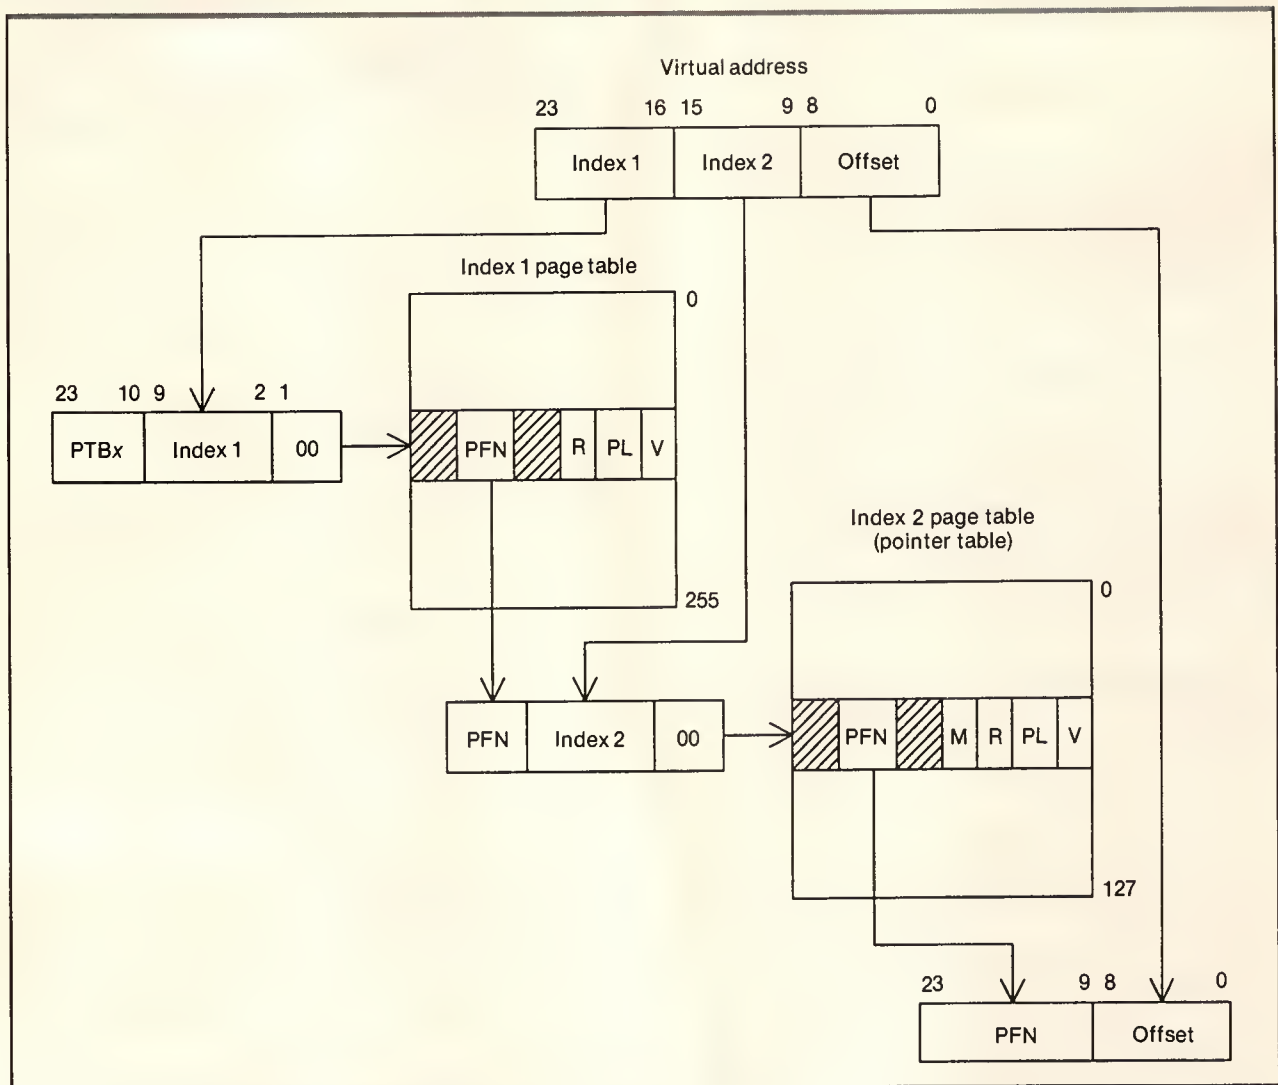 Virtual address
23 16 15 9 8 0
Index 1 Index 2 Offset
Index 1 page table
0
23 10 9 2 1
PTBx Index 1 00
PFN R PL V
255
Index 2 page table
(pointer table)
0
PFN Index 2 00
PFN M R PL V
127
23 9 8 0
PFN Offset